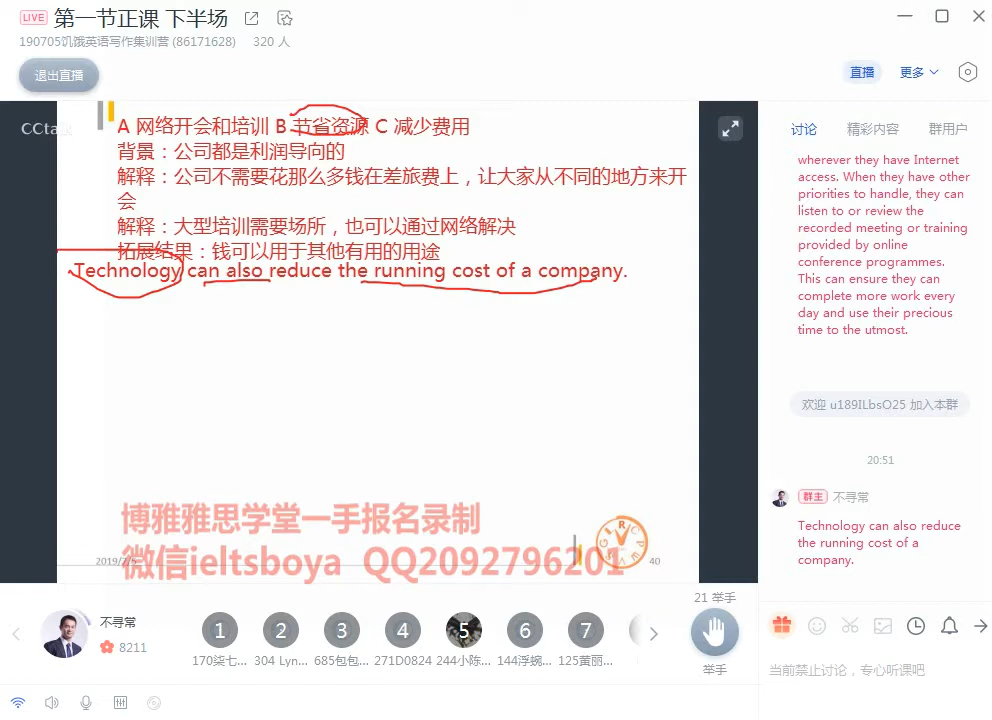 LIVE 第一节正课 下半场
190705饥饿英语写作集训营 (86171628) 320 人
退出直播
直播 更多
A 网络开会和培训 B 节省资源 C 减少费用
背景：公司都是利润导向的
解释：公司不需要花那么多钱在差旅费上，让大家从不同的地方来开
会
解释：大型培训需要场所，也可以通过网络解决
拓展结果：钱可以用于其他有用的用途
Technology can also reduce the running cost of a company.
博雅雅思学堂一手报名录制
微信ieltsboya QQ2092796201
40
讨论 精彩内容 群用户
wherever they have Internet
access. When they have other
priorities to handle, they can
listen to or review the
recorded meeting or training
provided by online
conference programmes.
This can ensure they can
complete more work every
day and use their precious
time to the utmost.
欢迎 u189ILbsO25 加入本群
20:51
群主 不寻常
Technology can also reduce
the running cost of a
company.
不寻常
8211
1 2 3 4 5 6 7
170柒七... 304 Lyn... 685包包... 271D0824 244小陈... 144浮婉... 125黄丽...
21 举手
举手
当前禁止讨论，专心听课吧